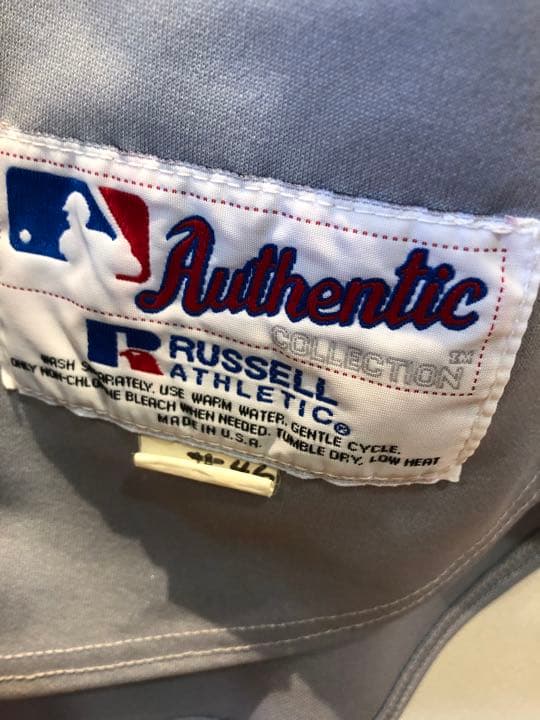 Authentic
COLLECTION SM
R RUSSELL
ATHLETIC®
WASH SEPARATELY. USE WARM WATER, GENTLE CYCLE.
ONLY NON-CHLORINE BLEACH WHEN NEEDED. TUMBLE DRY, LOW HEAT
MADE IN U.S.A.